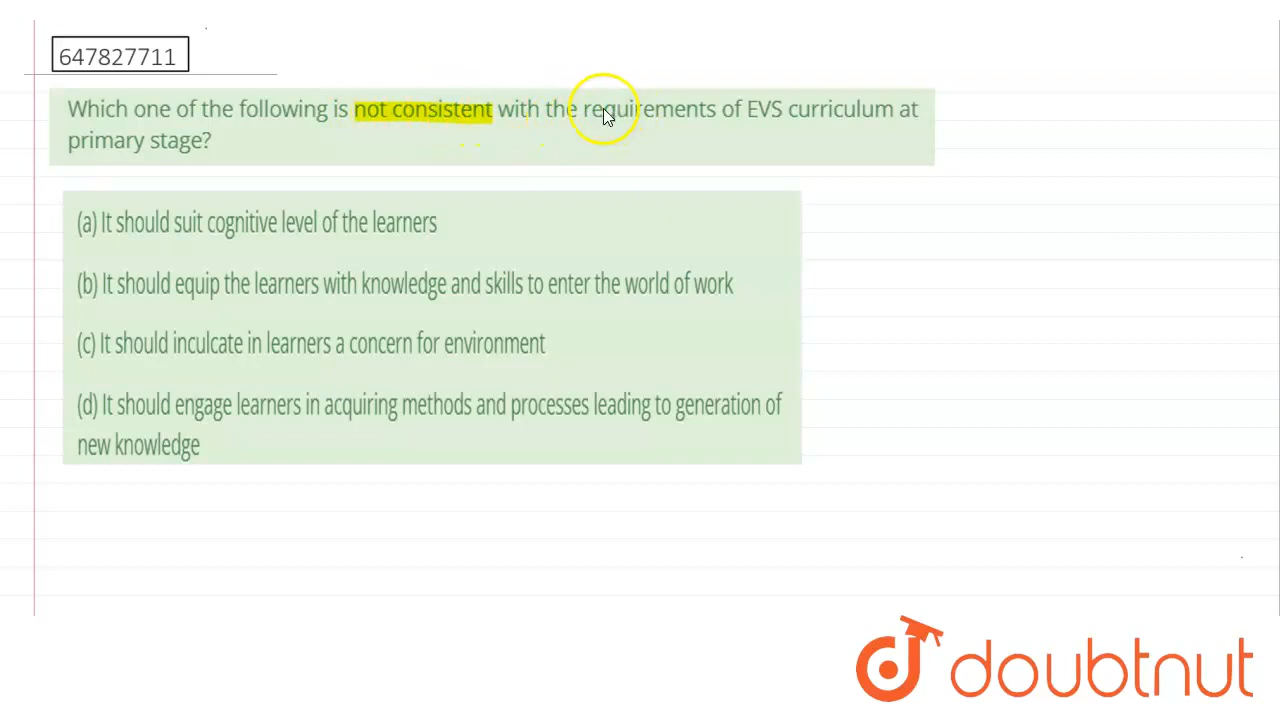 647827711
Which one of the following is not consistent with the requirements of EVS curriculum at
primary stage?
(a) It should suit cognitive level of the learners
(b) It should equip the learners with knowledge and skills to enter the world of work
(c) It should inculcate in learners a concern for environment
(d) It should engage learners in acquiring methods and processes leading to generation of
new knowledge
doubtnut